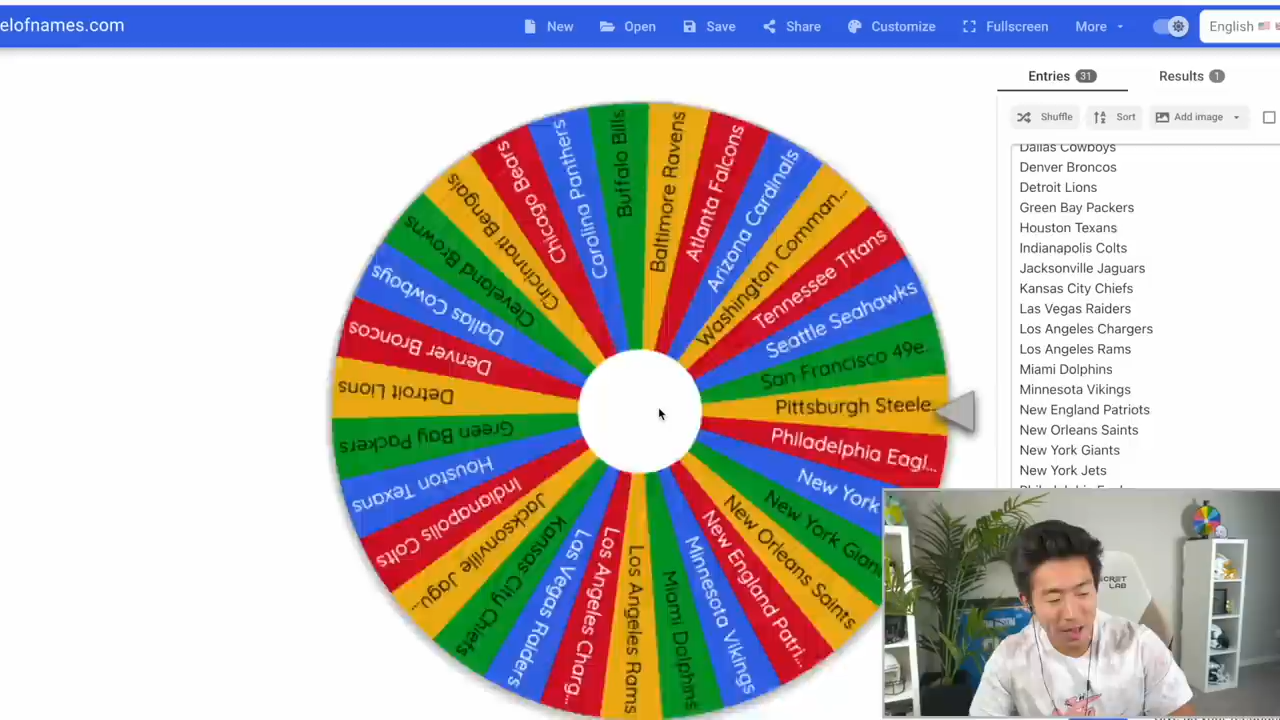 elofnames.com
New
Open
Save
Share
Customize
Fullscreen
More
English
Entries 31
Results 1
Shuffle
Sort
Add image
Dallas Cowboys
Denver Broncos
Detroit Lions
Green Bay Packers
Houston Texans
Indianapolis Colts
Jacksonville Jaguars
Kansas City Chiefs
Las Vegas Raiders
Los Angeles Chargers
Los Angeles Rams
Miami Dolphins
Minnesota Vikings
New England Patriots
New Orleans Saints
New York Giants
New York Jets
Buffalo Bills
Baltimore Ravens
Atlanta Falcons
Arizona Cardinals
Washington Comman...
Tennessee Titans
Seattle Seahawks
San Francisco 49e.
Pittsburgh Steele.
Philadelphia Eagl...
New York
New York Gian
New Orleans Saints
New England Patri...
Minnesota Vikings
Miami Dolphins
Los Angeles Rams
Los Angeles Charg...
Las Vegas Raiders
Kansas City Chiefs
Jacksonville Jagu...
Indianapolis Colts
Houston Texans
Green Bay Packers
Detroit Lions
Denver Broncos
Dallas Cowboys
Cleveland Browns
Cincinnati Bengals
Chicago Bears
Carolina Panthers
SECRET
LAB